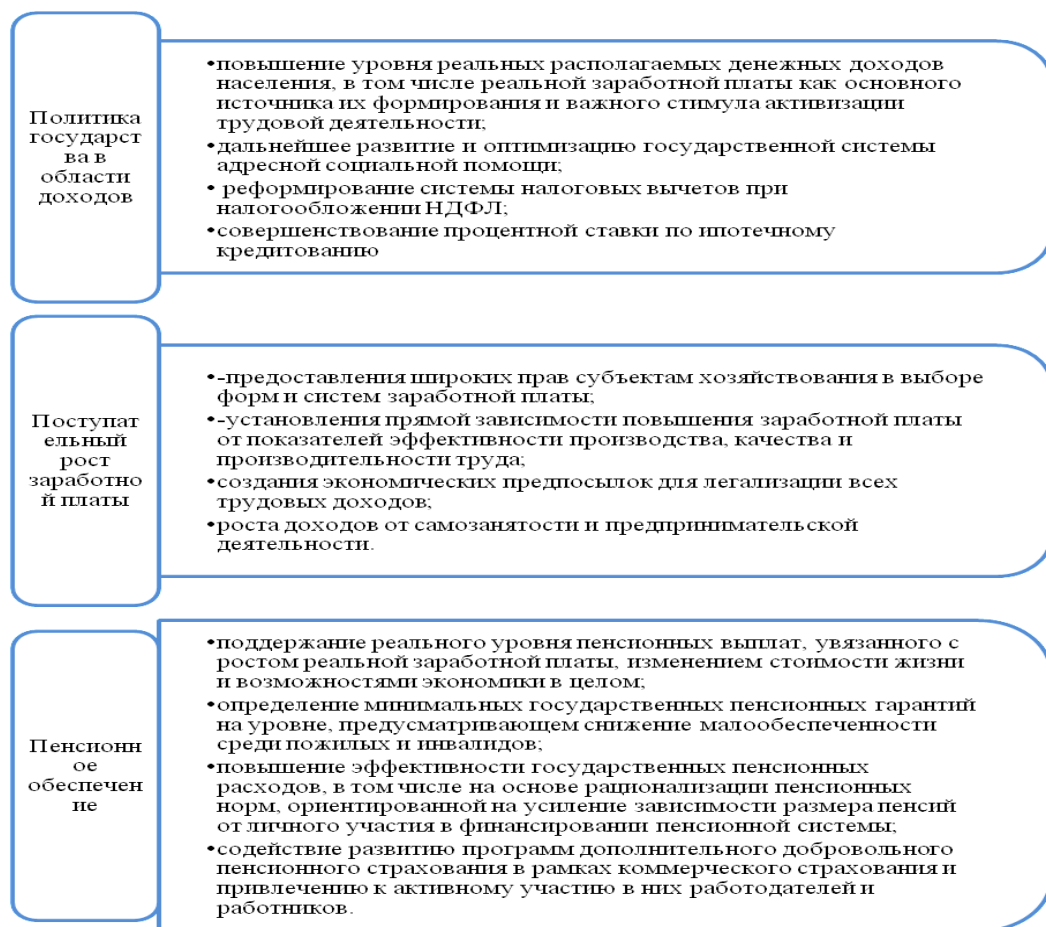 Политика
государст
ва в
области
доходов
•повышение уровня реальных располагаемых денежных доходов
населения, в том числе реальной заработной платы как основного
источника их формирования и важного стимула активизации
трудовой деятельности;
•дальнейшее развитие и оптимизацию государственной системы
адресной социальной помощи;
• реформирование системы налоговых вычетов при
налогообложении НДФЛ;
•совершенствование процентной ставки по ипотечному
кредитованию
Поступат
ельный
рост
заработно
й платы
•-предоставления широких прав субъектам хозяйствования в выборе
форм и систем заработной платы;
•-установления прямой зависимости повышения заработной платы
от показателей эффективности производства, качества и
производительности труда;
•создания экономических предпосылок для легализации всех
трудовых доходов;
•роста доходов от самозанятости и предпринимательской
деятельности.
Пенсионн
ое
обеспечен
ие
•поддержание реального уровня пенсионных выплат, увязанного с
ростом реальной заработной платы, изменением стоимости жизни
и возможностями экономики в целом;
•определение минимальных государственных пенсионных гарантий
на уровне, предусматривающем снижение малообеспеченности
среди пожилых и инвалидов;
•повышение эффективности государственных пенсионных
расходов, в том числе на основе рационализации пенсионных
норм, ориентированной на усиление зависимости размера пенсий
от личного участия в финансировании пенсионной системы;
•содействие развитию программ дополнительного добровольного
пенсионного страхования в рамках коммерческого страхования и
привлечению к активному участию в них работодателей и
работников.